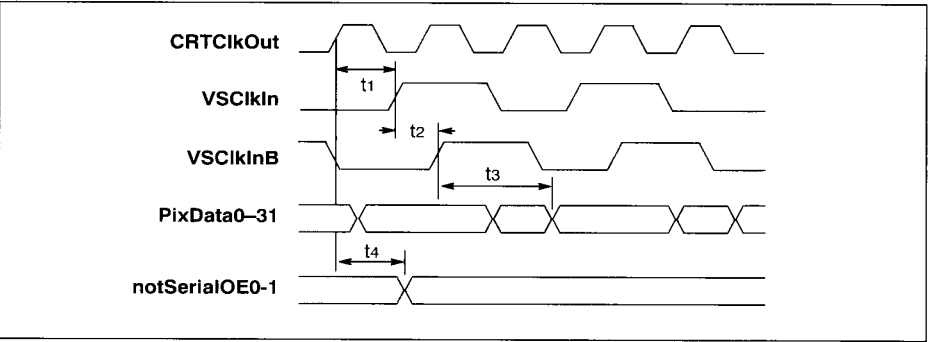 CRTClkOut
t1
VSClkIn
t2
VSClkInB
t3
PixData0–31
t4
notSerialOE0-1